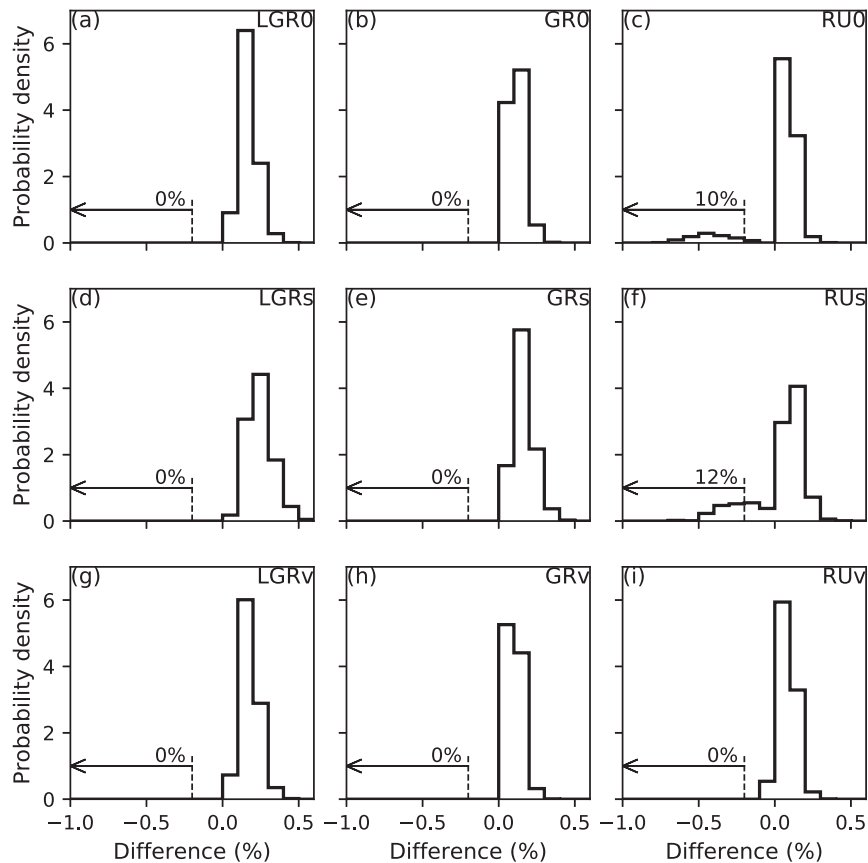 (a) LGR0 (b) GR0 (c) RU0
6
4
2
0
Probability density
0% 0% 10%
(d) LGRs (e) GRs (f) RUs
6
4
2
0
Probability density
0% 0% 12%
(g) LGRv (h) GRv (i) RUv
6
4
2
0
Probability density
0% 0% 0%
−1.0 −0.5 0.0 0.5 −1.0 −0.5 0.0 0.5 −1.0 −0.5 0.0 0.5
Difference (%) Difference (%) Difference (%)